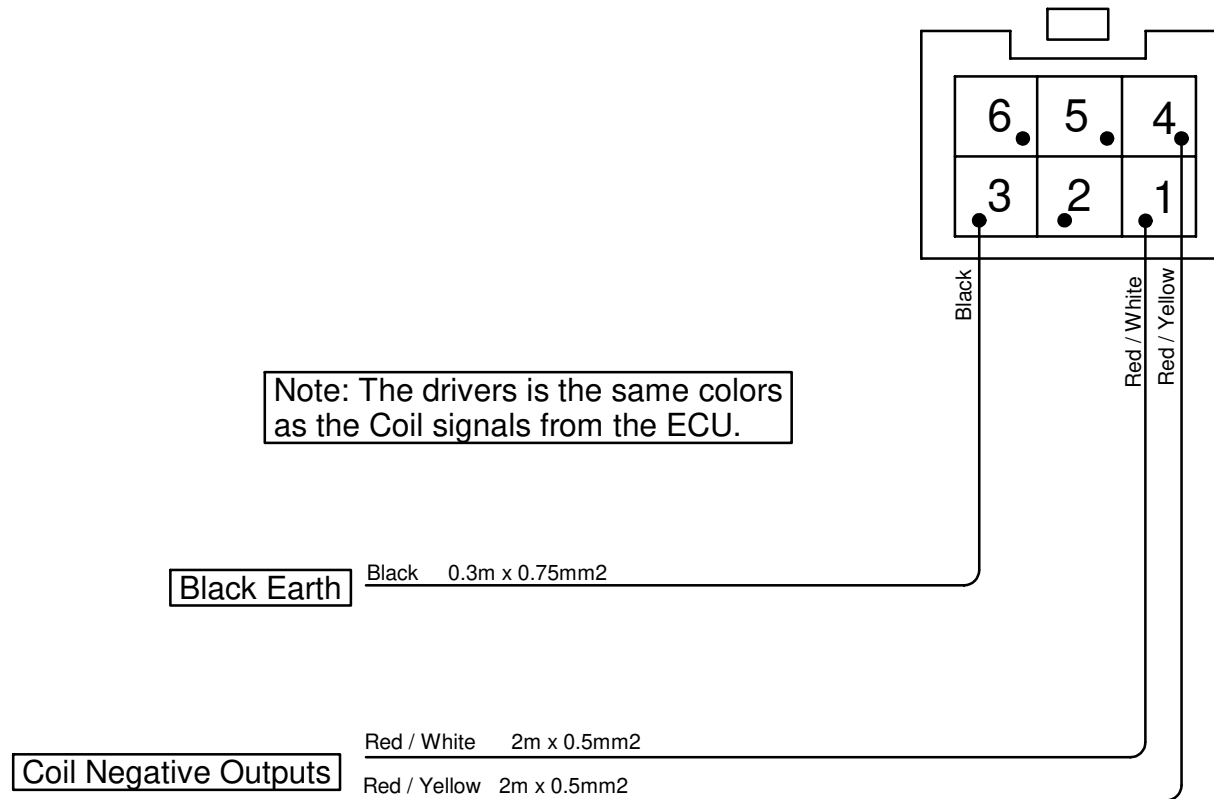 6 5 4
3 2 1
Black
Red / White
Red / Yellow
Note: The drivers is the same colors
as the Coil signals from the ECU.
Black Earth
Black 0.3m x 0.75mm2
Red / White 2m x 0.5mm2
Coil Negative Outputs
Red / Yellow 2m x 0.5mm2